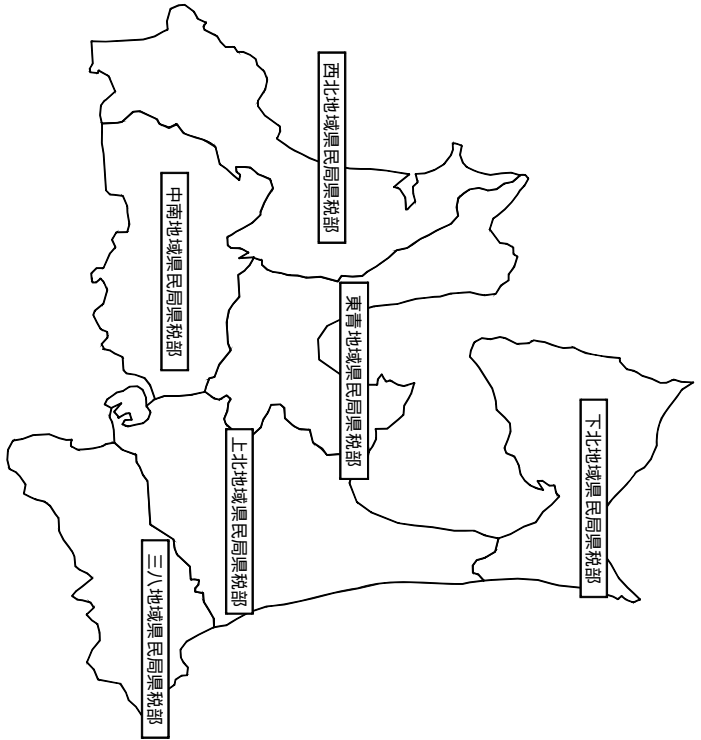 下北地域県民局県税部
西北地域県民局県税部
東青地域県民局県税部
中南地域県民局県税部
上北地域県民局県税部
三八地域県民局県税部